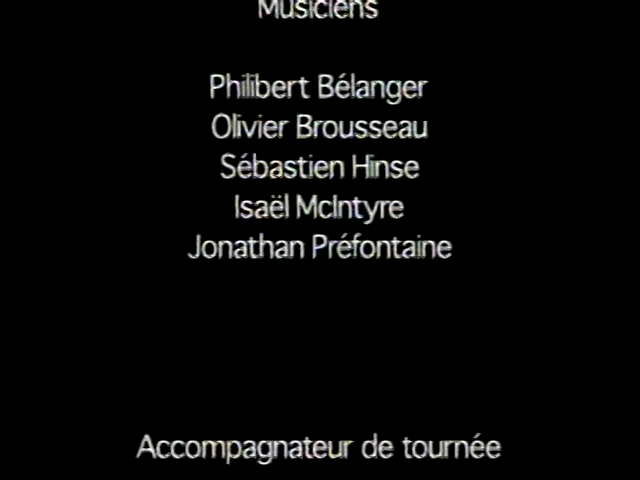 Musiciens
Philibert Bélanger
Olivier Brousseau
Sébastien Hinse
Isaël McIntyre
Jonathan Préfontaine
Accompagnateur de tournée